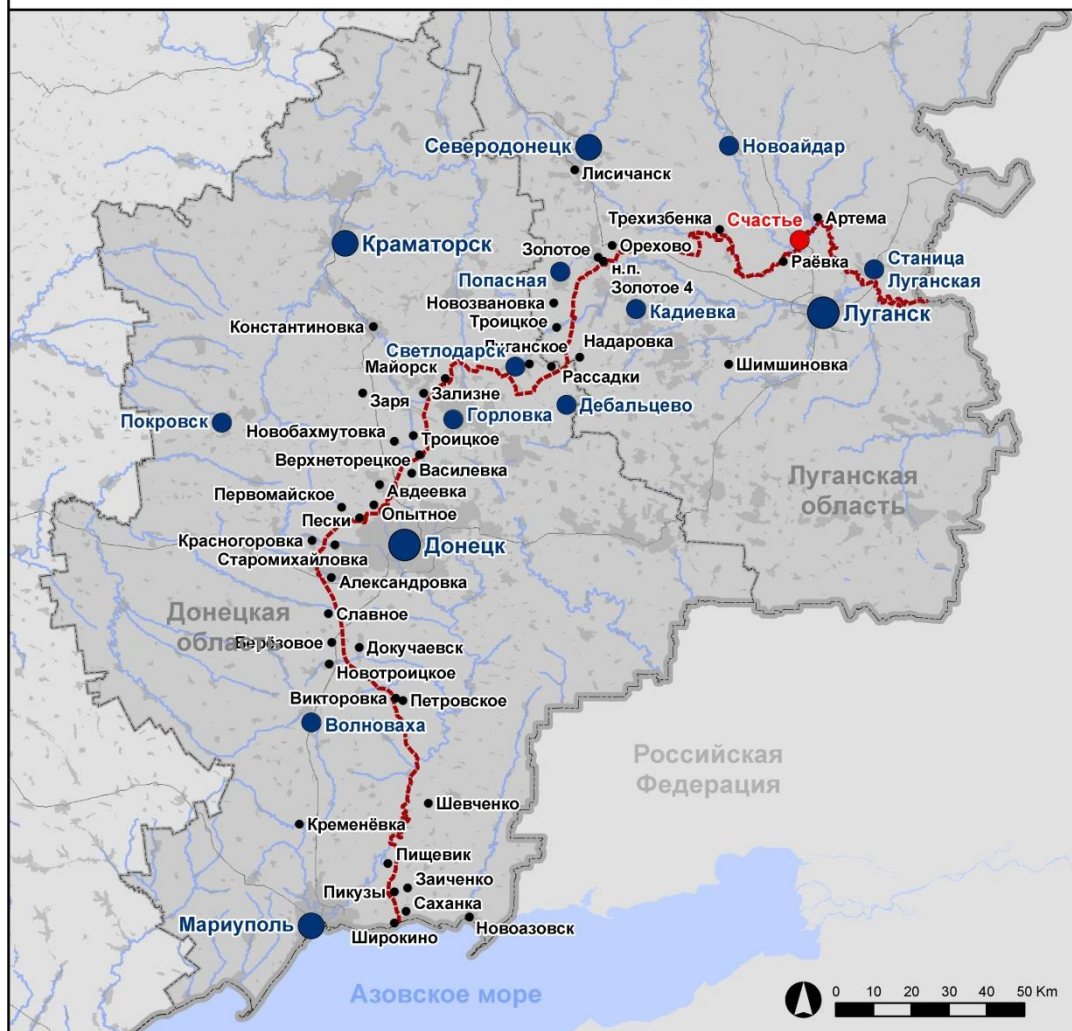 Северодонецк
Новоайдар
Лисичанск
Трехизбенка
Счастье
Артема
Краматорск
Золотое
Орехово
Раёвка
Станица
Луганская
Попасная
н.п.
Золотое 4
Новозвановка
Кадиевка
Луганск
Константиновка
Троицкое
Луганское
Надаровка
Светлодарск
Майорск
Рассадки
Шимшиновка
Заря
Зализне
Дебальцево
Покровск
Горловка
Новобахмутовка
Троицкое
Верхнеторецкое
Василевка
Луганская
область
Авдеевка
Первомайское
Опытное
Пески
Красногоровка
Донецк
Старомихайловка
Александровка
Донецкая
область
Славное
Берёзовое
Докучаевск
Новотроицкое
Викторовка
Петровское
Волноваха
Российская
Федерация
Шевченко
Кременёвка
Пищевик
Заиченко
Пикузы
Саханка
Мариуполь
Широкино
Новоазовск
Азовское море
0 10 20 30 40 50 Km